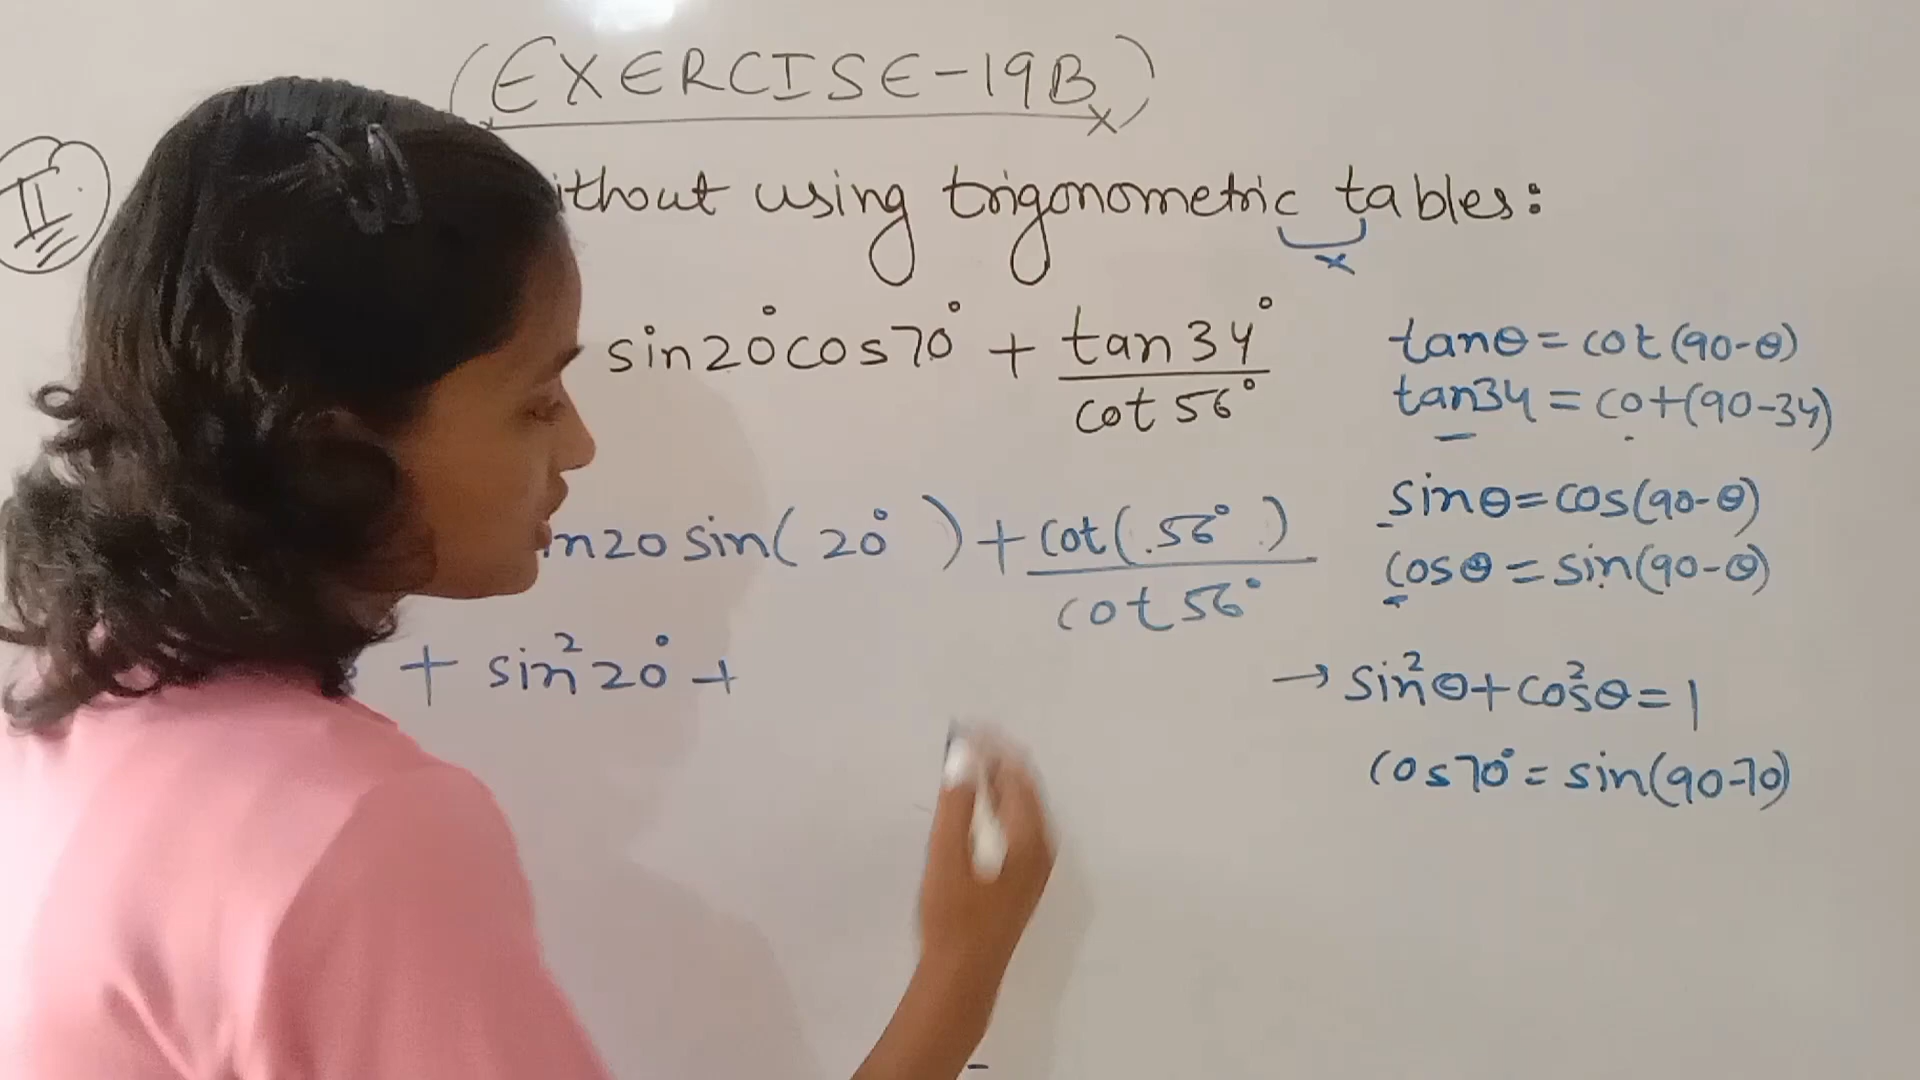 (EXERCISE-19B)
II.
ithout using trigonometric tables:
sin20°cos70° + tan34°
cot56°
tanθ=cot(90-θ)
tan34=cot(90-34)
sinθ=cos(90-θ)
cosθ=sin(90-θ)
in20 sin(20°)+cot(.56°)
cot56°
+ sin²20°+
→sin²θ+cos²θ=1
cos70°=sin(90-70)